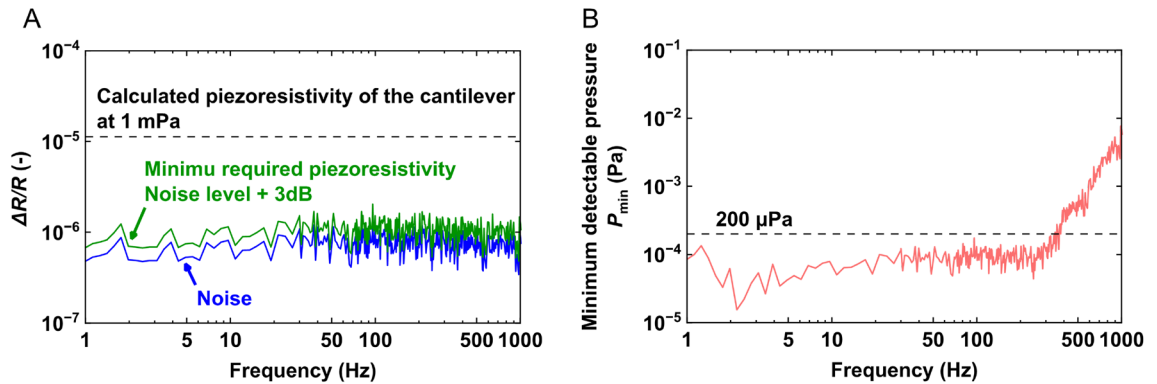 A
10⁻⁴
10⁻⁵
10⁻⁶
10⁻⁷
ΔR/R (-)
Calculated piezoresistivity of the cantilever
at 1 mPa
Minimu required piezoresistivity
Noise level + 3dB
Noise
1 5 10 50 100 500 1000
Frequency (Hz)
B
10⁻¹
10⁻²
10⁻³
10⁻⁴
10⁻⁵
Minimum detectable pressure
Pmin (Pa)
200 μPa
1 5 10 50 100 500 1000
Frequency (Hz)